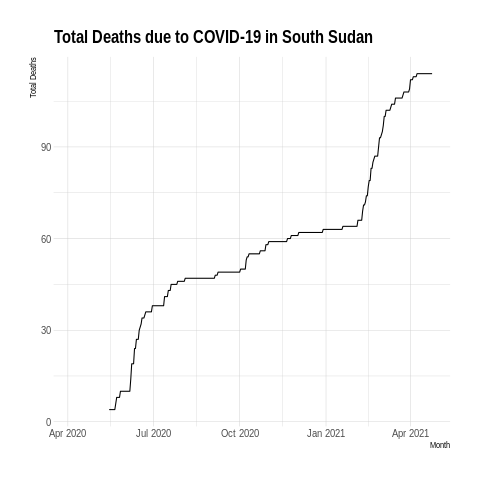 Total Deaths due to COVID-19 in South Sudan
Total Deaths
90
60
30
0
Apr 2020 Jul 2020 Oct 2020 Jan 2021 Apr 2021
Month